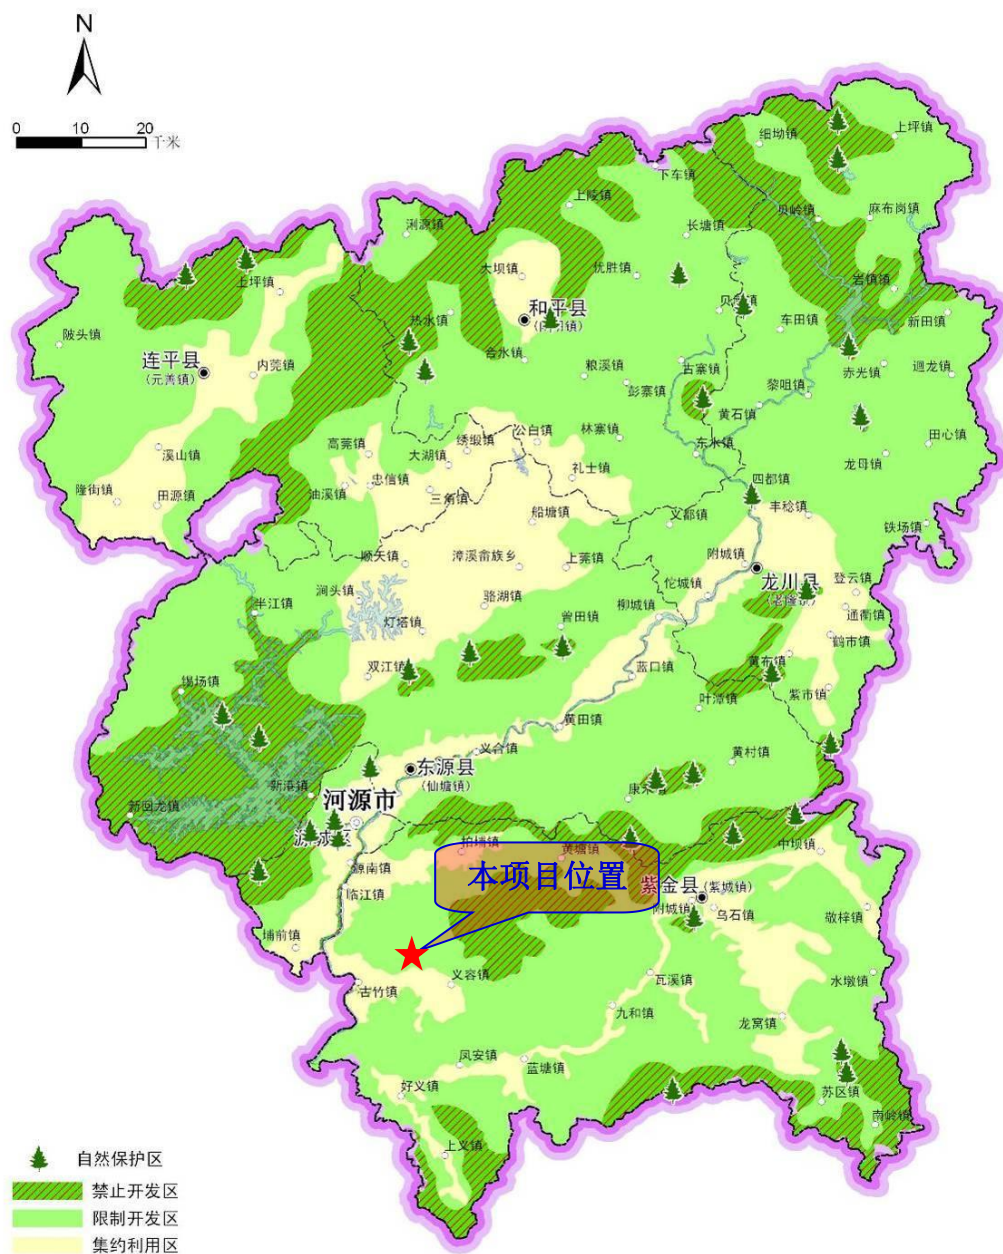 N
0 10 20
千米
细坳镇
上坪镇
下车镇
上陵镇
贝岭镇
麻布岗镇
浰源镇
长塘镇
大坝镇
优胜镇
岩镇镇
上坪镇
和平县
热水镇
车田镇
新田镇
陂头镇
合水镇
连平县
(元善镇)
内莞镇
粮溪镇
古寨镇
彭寨镇
赤光镇
迴龙镇
黎咀镇
黄石镇
公白镇
林寨镇
绣缎镇
东水镇
田心镇
高莞镇
大湖镇
溪山镇
礼士镇
龙母镇
忠信镇
油溪镇
三角镇
四都镇
隆街镇
田源镇
船塘镇
义都镇
丰稔镇
铁场镇
顺天镇
漳溪畲族乡
上莞镇
附城镇
龙川县
登云镇
涧头镇
佗城镇
半江镇
骆湖镇
柳城镇
通衢镇
灯塔镇
曾田镇
鹤市镇
双江镇
蓝口镇
黄布镇
锡场镇
叶潭镇
紫市镇
黄田镇
义合镇
黄村镇
东源县
(仙塘镇)
新港镇
河源市
新回龙镇
柏埔镇
黄塘镇
中坝镇
源南镇
本项目位置
紫金县
(紫城镇)
临江镇
附城镇
乌石镇
敬梓镇
埔前镇
义容镇
瓦溪镇
水墩镇
古竹镇
九和镇
龙窝镇
凤安镇
蓝塘镇
好义镇
苏区镇
南岭镇
上义镇
自然保护区
禁止开发区
限制开发区
集约利用区